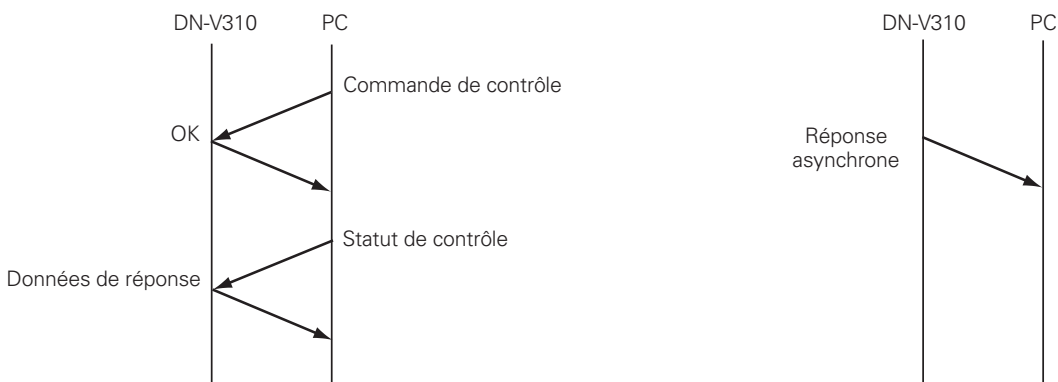 DN-V310 PC
Commande de contrôle
OK
Statut de contrôle
Données de réponse
DN-V310 PC
Réponse
asynchrone